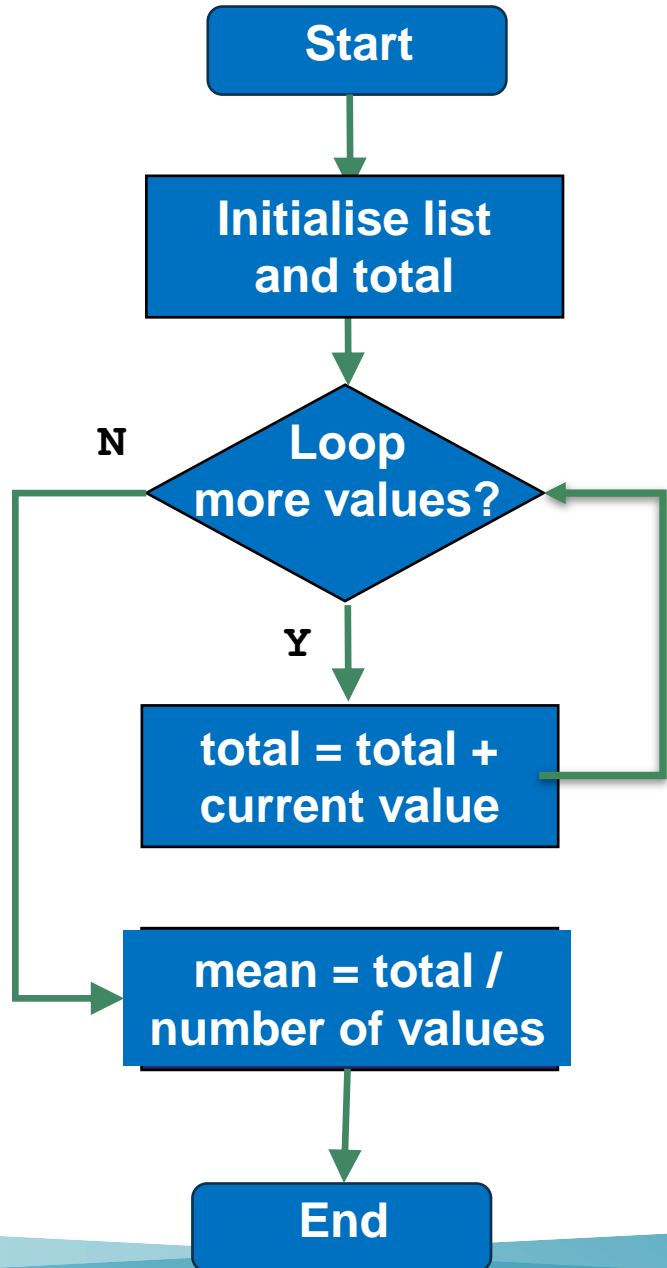 Start
Initialise list
and total
N
Loop
more values?
Y
total = total +
current value
mean = total /
number of values
End